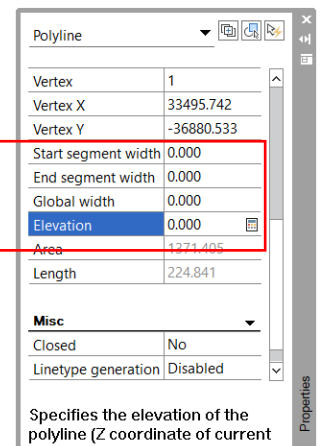 Polyline
Vertex 1
Vertex X 33495.742
Vertex Y -36880.533
Start segment width 0.000
End segment width 0.000
Global width 0.000
Elevation 0.000
Area 1371.405
Length 224.841
Misc
Closed No
Linetype generation Disabled
Specifies the elevation of the
polyline (Z coordinate of current
Properties